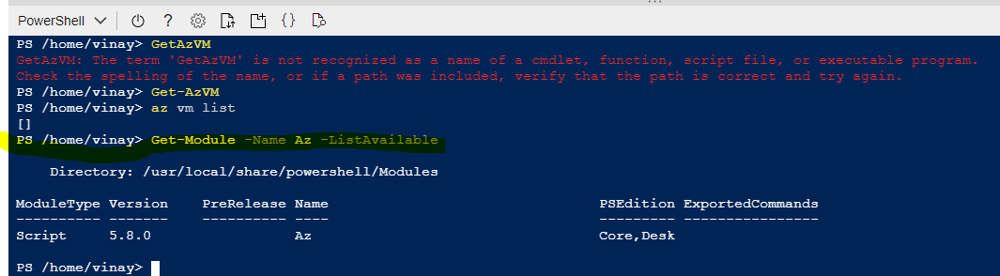 PowerShell
PS /home/vinay> GetAzVM
GetAzVM: The term 'GetAzVM' is not recognized as a name of a cmdlet, function, script file, or executable program.
Check the spelling of the name, or if a path was included, verify that the path is correct and try again.
PS /home/vinay> Get-AzVM
PS /home/vinay> az vm list
[]
PS /home/vinay> Get-Module -Name Az -ListAvailable
Directory: /usr/local/share/powershell/Modules
ModuleType Version PreRelease Name PSEdition ExportedCommands
---------- ------- ---------- ---- --------- ----------------
Script 5.8.0 Az Core,Desk
PS /home/vinay>